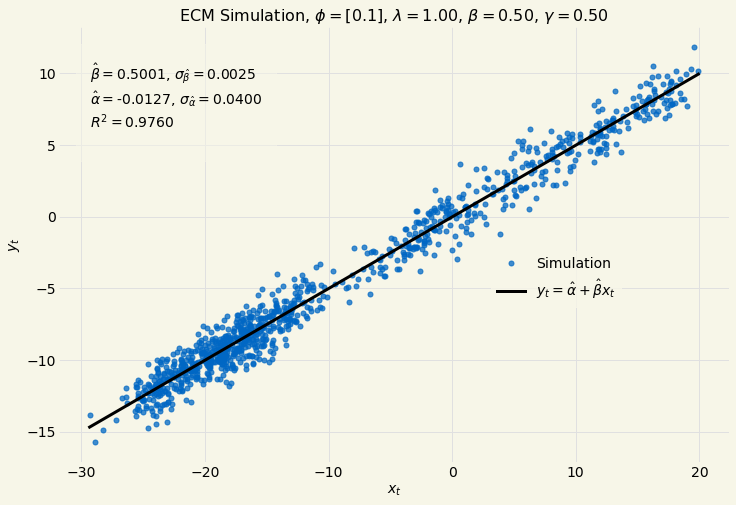 ECM Simulation, ϕ = [0.1], λ = 1.00, β = 0.50, γ = 0.50
β̂ = 0.5001, σ_β̂ = 0.0025
α̂ = -0.0127, σ_α̂ = 0.0400
R² = 0.9760
10
5
0
−5
−10
−15
y_t
Simulation
y_t = α̂ + β̂x_t
−30 −20 −10 0 10 20
x_t